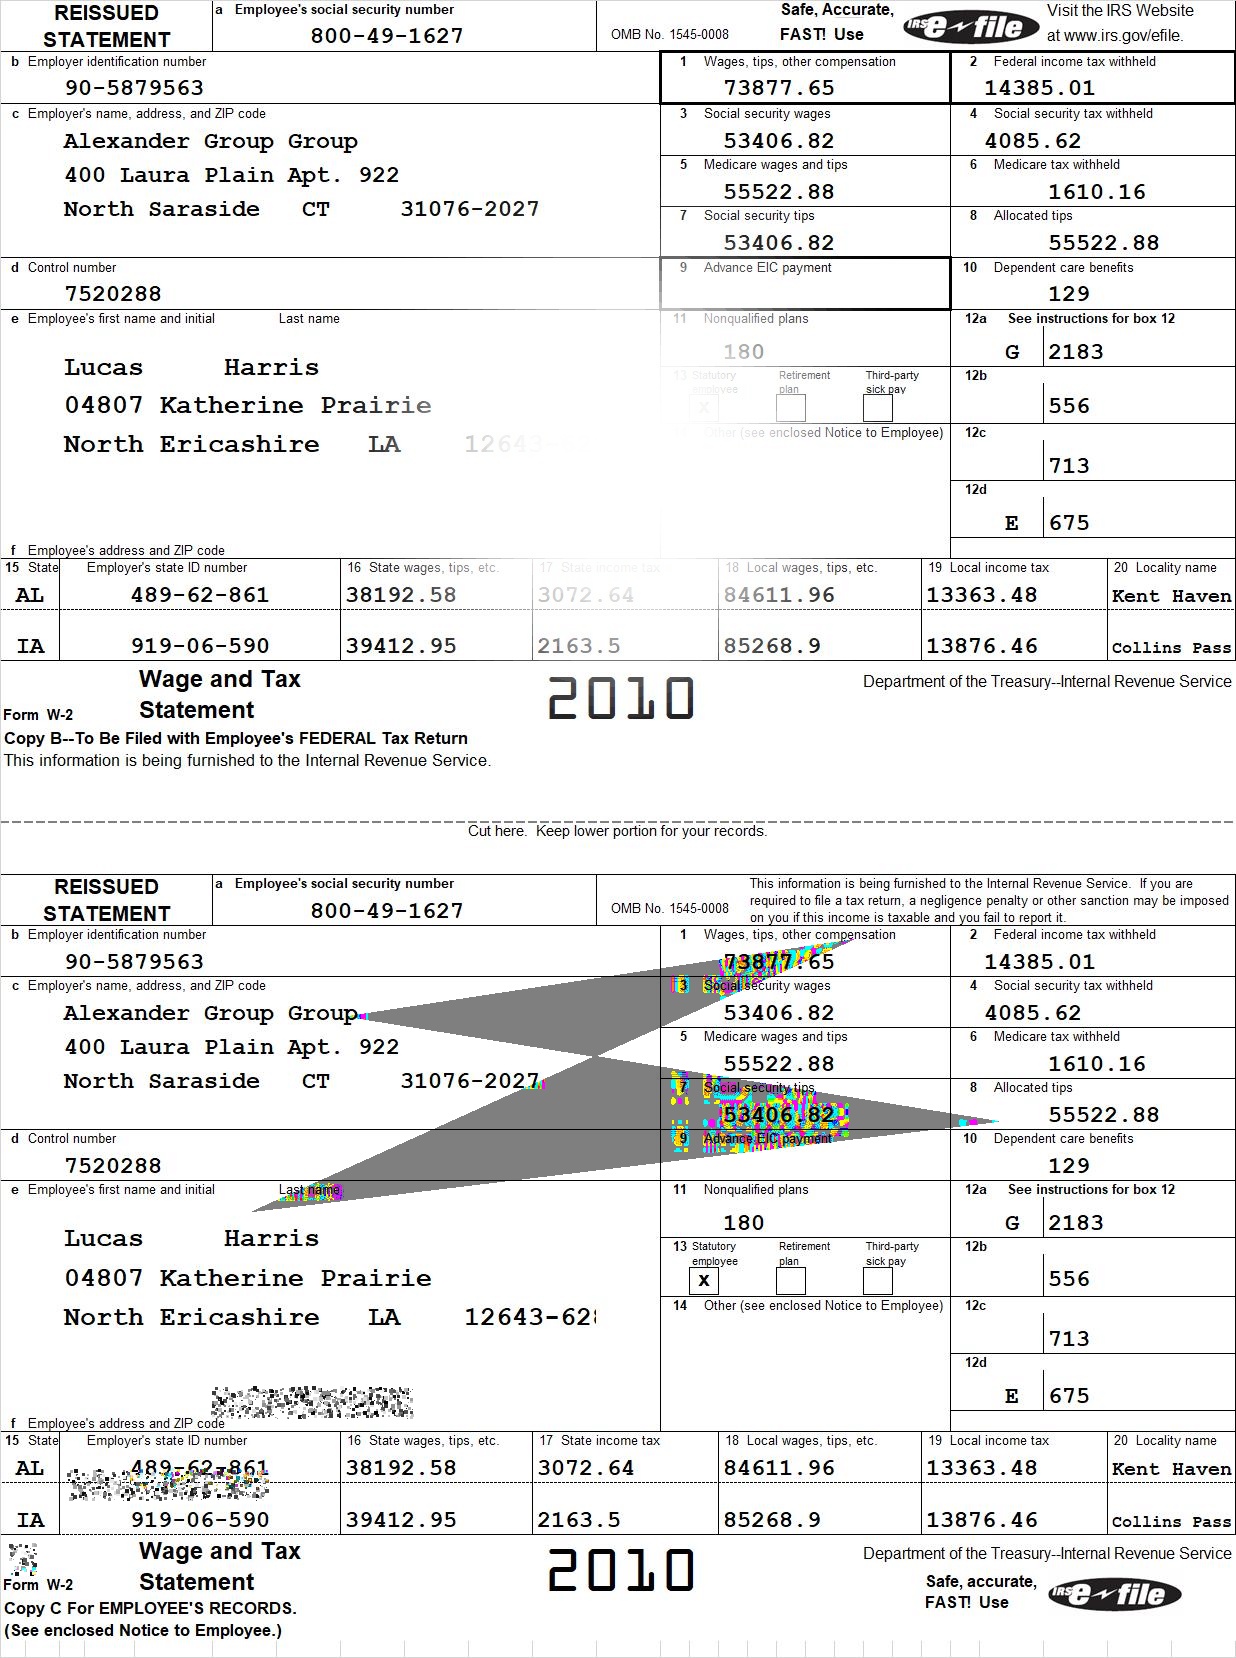 REISSUED STATEMENT
a Employee's social security number
800-49-1627
OMB No. 1545-0008
Safe, Accurate, FAST! Use
IRS e-file
Visit the IRS Website at www.irs.gov/efile.
b Employer identification number
90-5879563
1 Wages, tips, other compensation
73877.65
2 Federal income tax withheld
14385.01
c Employer's name, address, and ZIP code
Alexander Group Group
400 Laura Plain Apt. 922
North Saraside CT 31076-2027
3 Social security wages
53406.82
4 Social security tax withheld
4085.62
5 Medicare wages and tips
55522.88
6 Medicare tax withheld
1610.16
7 Social security tips
53406.82
8 Allocated tips
55522.88
d Control number
7520288
9 Advance EIC payment
10 Dependent care benefits
129
e Employee's first name and initial Last name
Lucas Harris
04807 Katherine Prairie
North Ericashire LA 12643-
11 Nonqualified plans
180
12a See instructions for box 12
G 2183
13 Statutory employee Retirement plan Third-party sick pay
X
12b
556
Other (see enclosed Notice to Employee)
12c
713
12d
E 675
f Employee's address and ZIP code
15 State Employer's state ID number 16 State wages, tips, etc. 17 State income tax 18 Local wages, tips, etc. 19 Local income tax 20 Locality name
AL 489-62-861 38192.58 3072.64 84611.96 13363.48 Kent Haven
IA 919-06-590 39412.95 2163.5 85268.9 13876.46 Collins Pass
Form W-2 Wage and Tax Statement
2010
Department of the Treasury--Internal Revenue Service
Copy B--To Be Filed with Employee's FEDERAL Tax Return
This information is being furnished to the Internal Revenue Service.
Cut here. Keep lower portion for your records.
REISSUED STATEMENT
a Employee's social security number
800-49-1627
OMB No. 1545-0008
This information is being furnished to the Internal Revenue Service. If you are
required to file a tax return, a negligence penalty or other sanction may be imposed
on you if this income is taxable and you fail to report it.
b Employer identification number
90-5879563
1 Wages, tips, other compensation
73877.65
2 Federal income tax withheld
14385.01
c Employer's name, address, and ZIP code
Alexander Group Group
400 Laura Plain Apt. 922
North Saraside CT 31076-2027
3 Social security wages
53406.82
4 Social security tax withheld
4085.62
5 Medicare wages and tips
55522.88
6 Medicare tax withheld
1610.16
7 Social security tips
53406.82
8 Allocated tips
55522.88
d Control number
7520288
9 Advance EIC payment
10 Dependent care benefits
129
e Employee's first name and initial Last name
Lucas Harris
04807 Katherine Prairie
North Ericashire LA 12643-628
11 Nonqualified plans
180
12a See instructions for box 12
G 2183
13 Statutory employee Retirement plan Third-party sick pay
X
12b
556
14 Other (see enclosed Notice to Employee)
12c
713
12d
E 675
f Employee's address and ZIP code
15 State Employer's state ID number 16 State wages, tips, etc. 17 State income tax 18 Local wages, tips, etc. 19 Local income tax 20 Locality name
AL 489-62-861 38192.58 3072.64 84611.96 13363.48 Kent Haven
IA 919-06-590 39412.95 2163.5 85268.9 13876.46 Collins Pass
Form W-2 Wage and Tax Statement
2010
Department of the Treasury--Internal Revenue Service
Safe, accurate, FAST! Use
IRS e-file
Copy C For EMPLOYEE'S RECORDS.
(See enclosed Notice to Employee.)